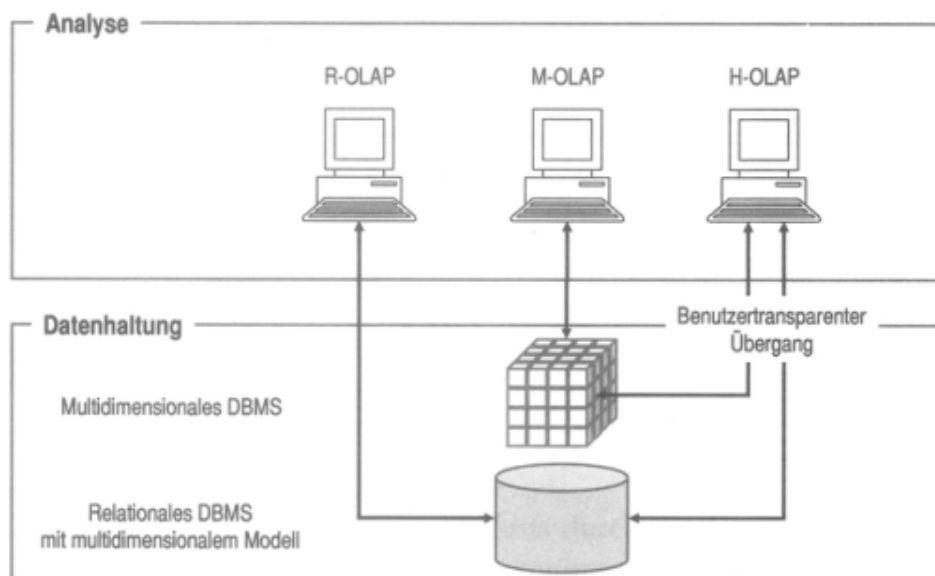 Analyse
R-OLAP
M-OLAP
H-OLAP
Datenhaltung
Benutzertransparenter
Übergang
Multidimensionales DBMS
Relationales DBMS
mit multidimensionalem Modell